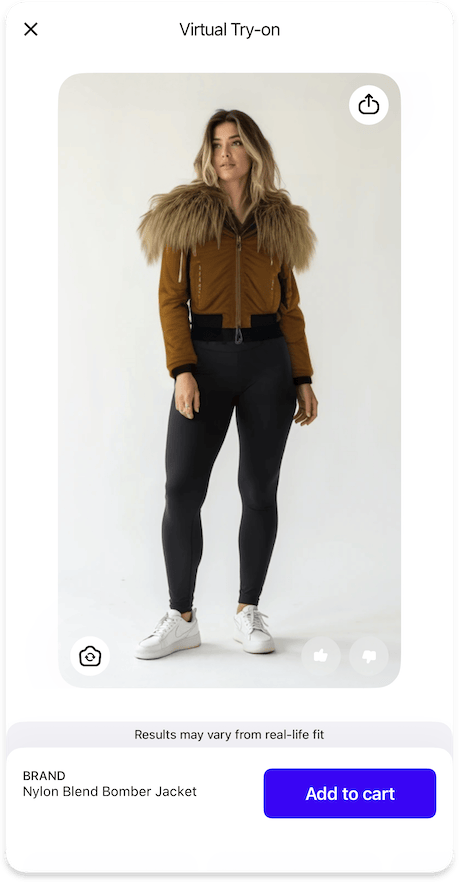 Virtual Try-on
Results may vary from real-life fit
BRAND
Nylon Blend Bomber Jacket
Add to cart